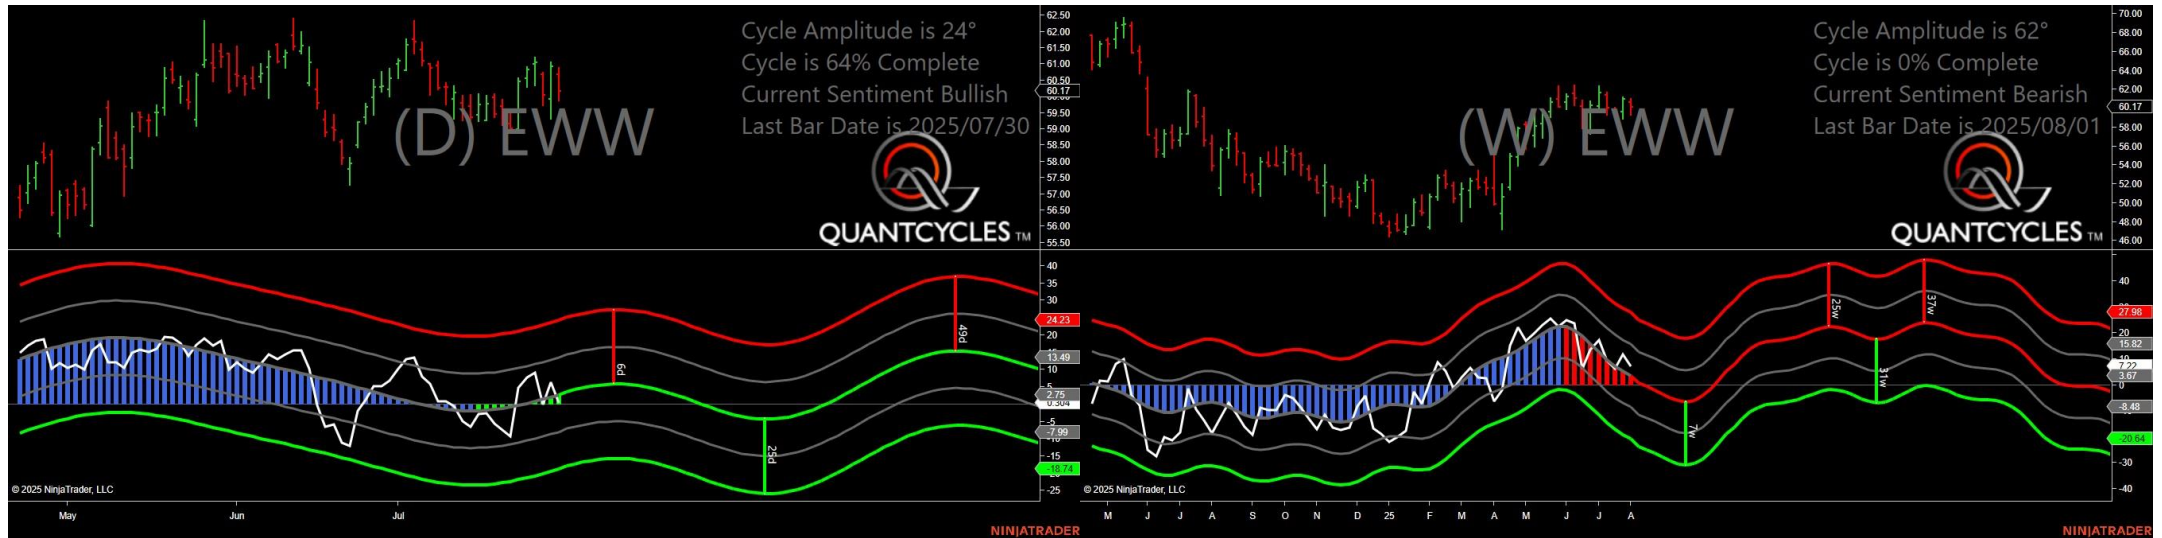 Cycle Amplitude is 24°
Cycle is 64% Complete
Current Sentiment Bullish
Last Bar Date is 2025/07/30
(D) EWW
QUANTCYCLES TM
62.50
62.00
61.50
61.00
60.50
60.17
59.50
59.00
58.50
58.00
57.50
57.00
56.50
56.00
55.50
40
35
30
24.23
20
13.49
10
5
2.75
0.304
-5
-7.99
-15
-18.74
-25
6d
25d
49d
© 2025 NinjaTrader, LLC
May Jun Jul
NINJATRADER
Cycle Amplitude is 62°
Cycle is 0% Complete
Current Sentiment Bearish
Last Bar Date is 2025/08/01
(W) EWW
QUANTCYCLES TM
70.00
68.00
66.00
64.00
62.00
60.17
58.00
56.00
54.00
52.00
50.00
48.00
46.00
40
27.98
20
15.82
7.22
3.67
0
-8.48
-20.64
-30
-40
7w
25w
31w
37w
© 2025 NinjaTrader, LLC
M J J A S O N D 25 F M A M J J A
NINJATRADER